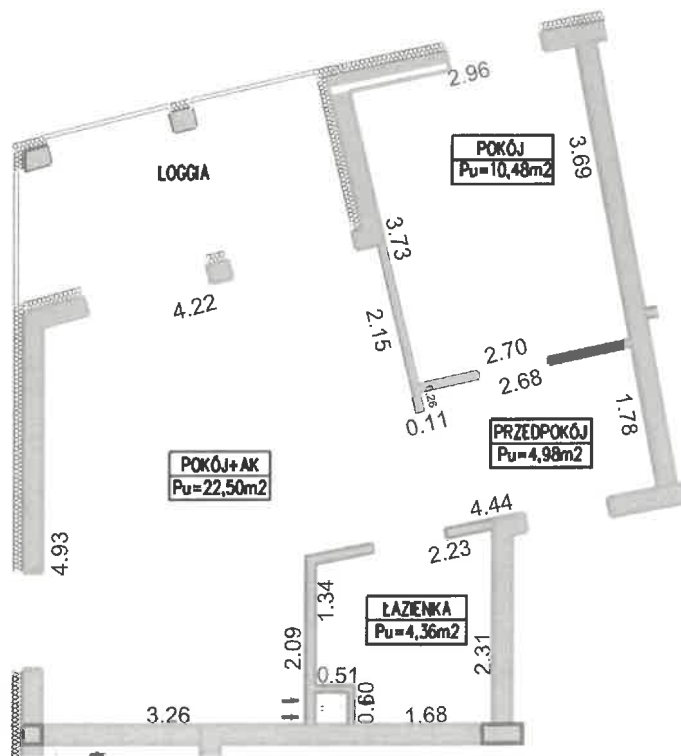 2.96
POKÓJ
Pu=10,48m2
3.69
LOGGIA
3.73
4.22
2.15
2.70
2.68
0.26
0.11
1.78
PRZEDPOKÓJ
Pu=4,98m2
POKÓJ+AK
Pu=22,50m2
4.93
4.44
2.23
1.34
ŁAZIENKA
Pu=4,36m2
2.09
2.31
0.51
0.60
3.26
1.68